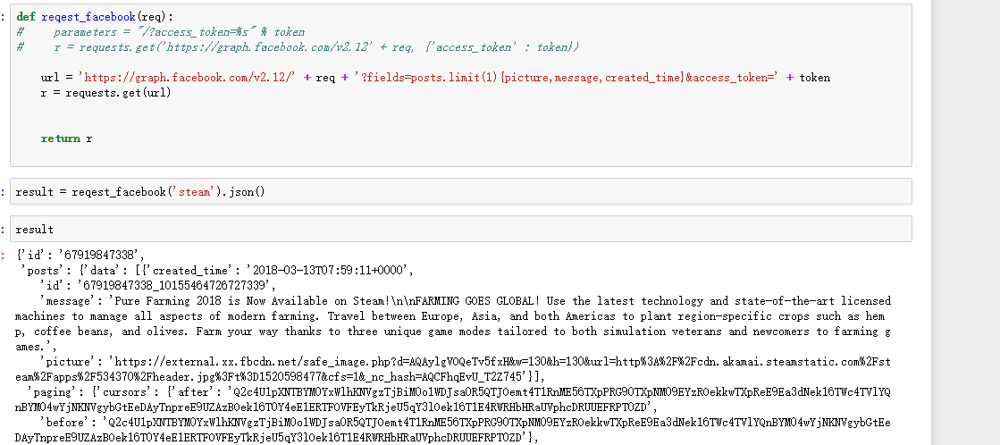 def reqest_facebook(req):
#    parameters = "/?access_token=%s" % token
#    r = requests.get('https://graph.facebook.com/v2.12' + req, {'access_token' : token})
url = 'https://graph.facebook.com/v2.12/' + req + '?fields=posts.limit(1){picture,message,created_time}&access_token=' + token
r = requests.get(url)
return r
result = reqest_facebook('steam').json()
result
{'id': '67919847338',
'posts': {'data': [{'created_time': '2018-03-13T07:59:11+0000',
'id': '67919847338_10155464726727339',
'message': 'Pure Farming 2018 is Now Available on Steam!\n\nFARMING GOES GLOBAL! Use the latest technology and state-of-the-art licensed
machines to manage all aspects of modern farming. Travel between Europe, Asia, and both Americas to plant region-specific crops such as hem
p, coffee beans, and olives. Farm your way thanks to three unique game modes tailored to both simulation veterans and newcomers to farming g
ames.',
'picture': 'https://external.xx.fbcdn.net/safe_image.php?d=AQAylgVOQeTv5fxH&w=130&h=130&url=http%3A%2F%2Fcdn.akamai.steamstatic.com%2Fst
eam%2Fapps%2F534370%2Fheader.jpg%3Ft%3D1520598477&cfs=1&_nc_hash=AQCFhqEvU_T2Z745'}],
'paging': {'cursors': {'after':
'before':